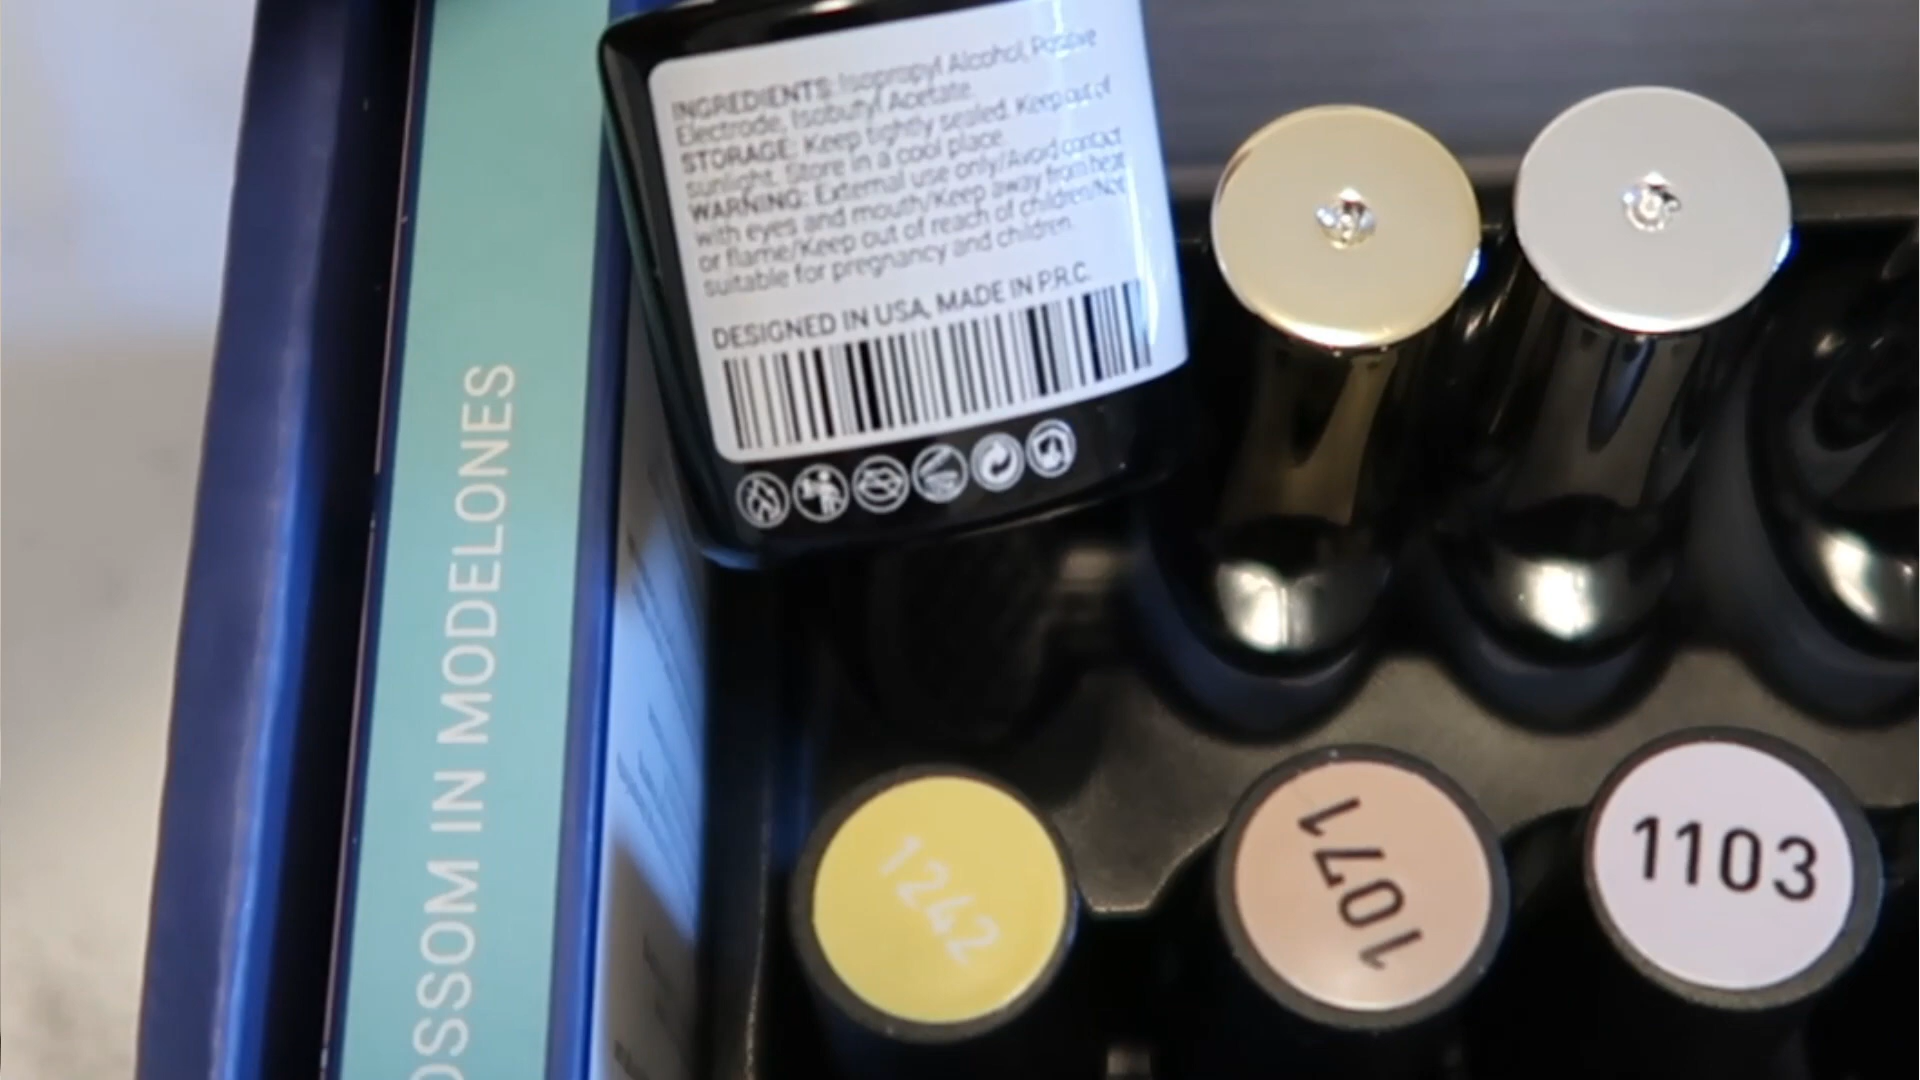 INGREDIENTS: Isopropyl Alcohol, Positive
Electrode, Isobutyl Acetate.
STORAGE: Keep tightly sealed. Keep out of
sunlight. Store in a cool place.
WARNING: External use only/Avoid contact
with eyes and mouth/Keep away from heat
or flame/Keep out of reach of children/Not
suitable for pregnancy and children.
DESIGNED IN USA, MADE IN P.R.C.
OSSOM IN MODELONES
1242
1071
1103